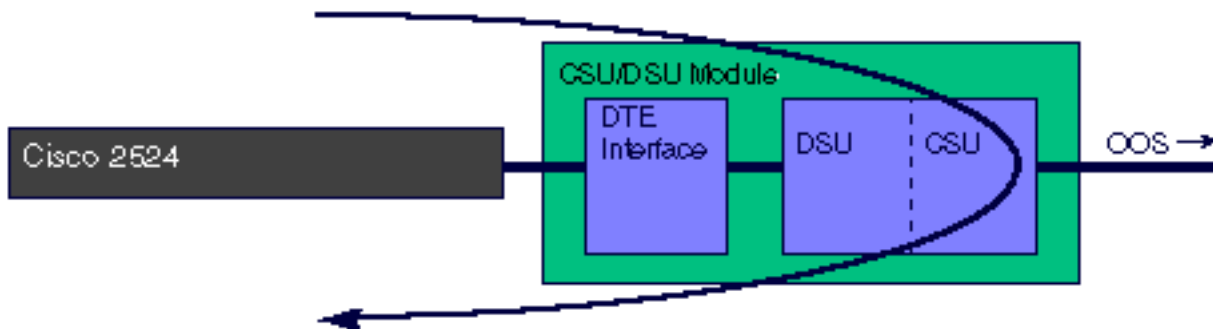 CSU/DSU Module
DTE
Interface
DSU
CSU
Cisco 2524
OOS →